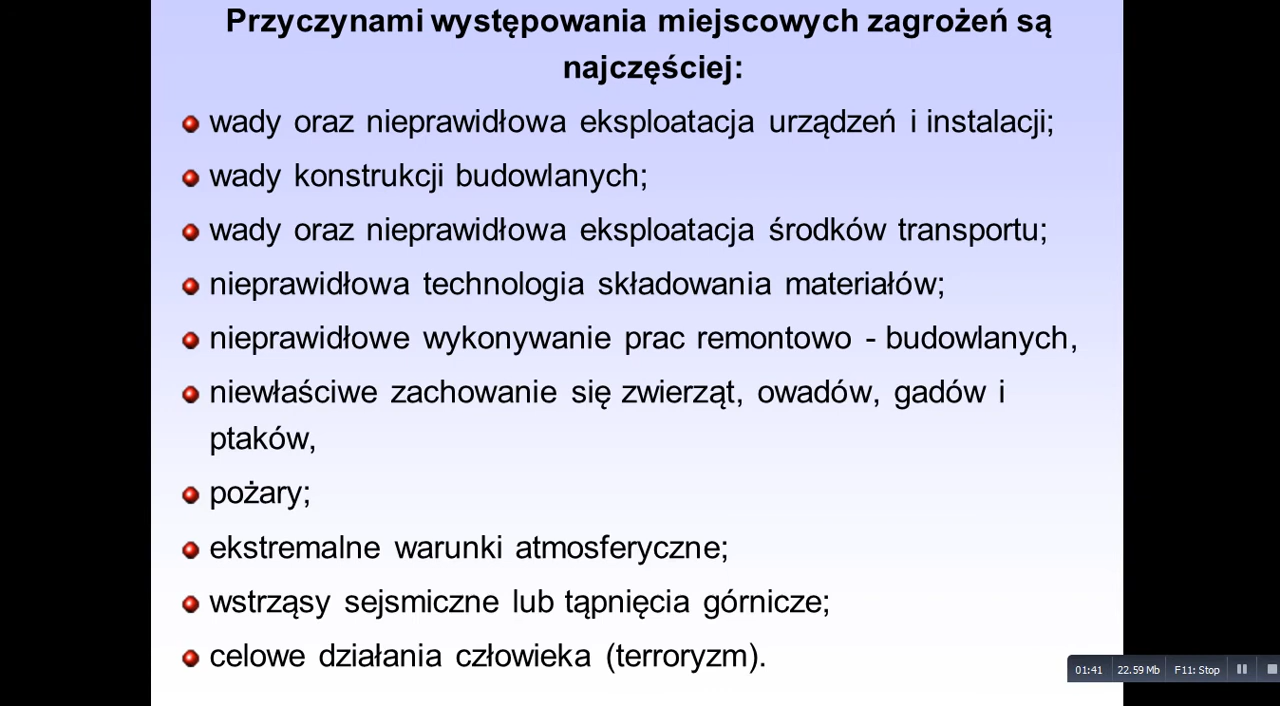 Przyczynami występowania miejscowych zagrożeń są
najczęściej:
wady oraz nieprawidłowa eksploatacja urządzeń i instalacji;
wady konstrukcji budowlanych;
wady oraz nieprawidłowa eksploatacja środków transportu;
nieprawidłowa technologia składowania materiałów;
nieprawidłowe wykonywanie prac remontowo - budowlanych,
niewłaściwe zachowanie się zwierząt, owadów, gadów i
ptaków,
pożary;
ekstremalne warunki atmosferyczne;
wstrząsy sejsmiczne lub tąpnięcia górnicze;
celowe działania człowieka (terroryzm).
01:41 22.59 Mb F11: Stop